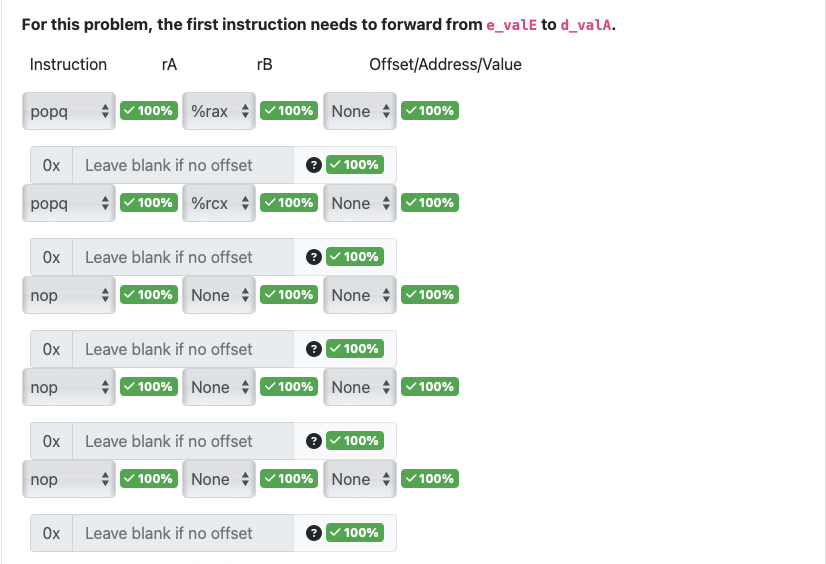 For this problem, the first instruction needs to forward from e_valE to d_valA.
Instruction rA rB Offset/Address/Value
popq ✓ 100% %rax ✓ 100% None ✓ 100%
0x Leave blank if no offset ? ✓ 100%
popq ✓ 100% %rcx ✓ 100% None ✓ 100%
0x Leave blank if no offset ? ✓ 100%
nop ✓ 100% None ✓ 100% None ✓ 100%
0x Leave blank if no offset ? ✓ 100%
nop ✓ 100% None ✓ 100% None ✓ 100%
0x Leave blank if no offset ? ✓ 100%
nop ✓ 100% None ✓ 100% None ✓ 100%
0x Leave blank if no offset ? ✓ 100%